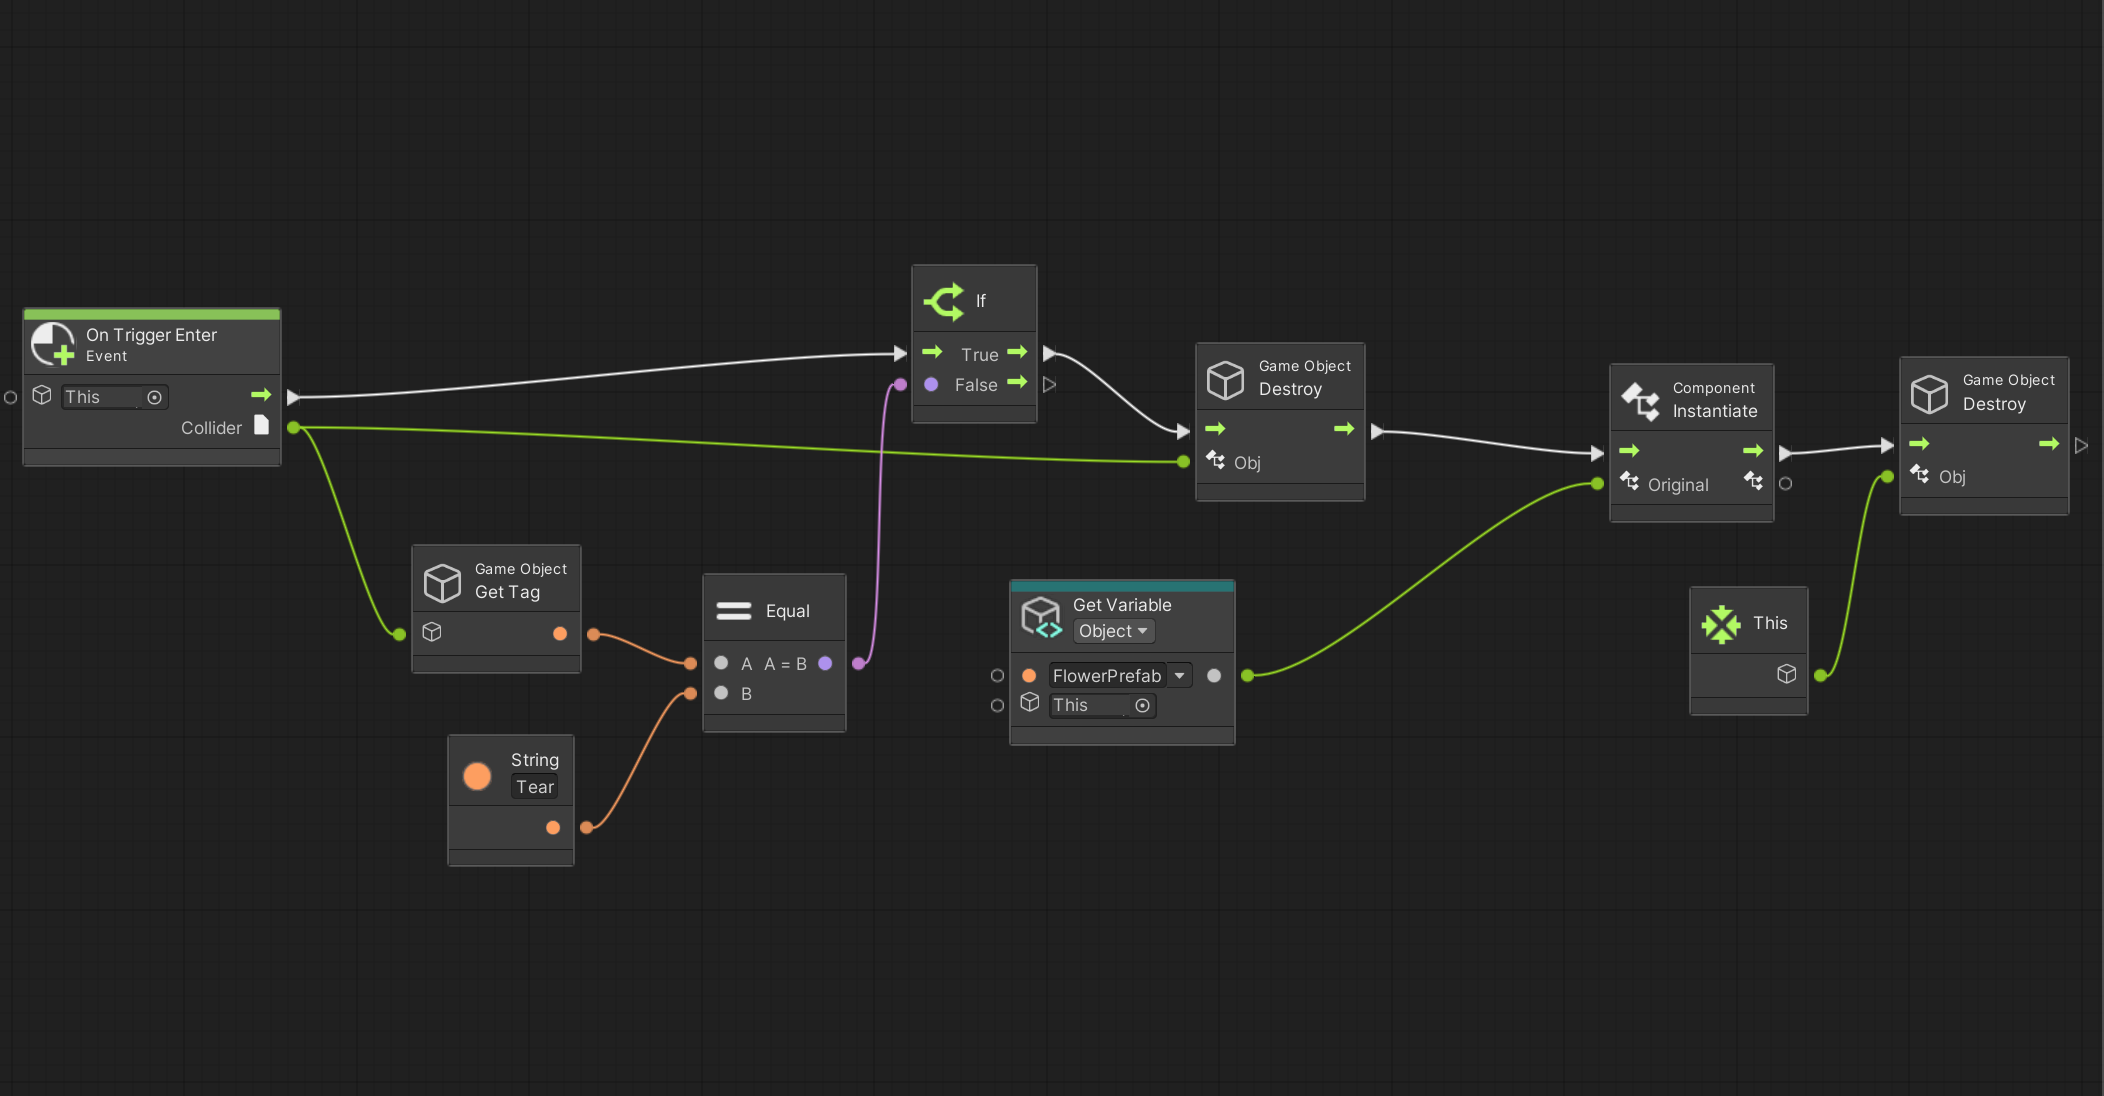 On Trigger Enter
Event
This
Collider
If
True
False
Game Object
Destroy
Obj
Component
Instantiate
Original
Game Object
Destroy
Obj
Game Object
Get Tag
Equal
A A = B
B
String
Tear
Get Variable
Object
FlowerPrefab
This
This